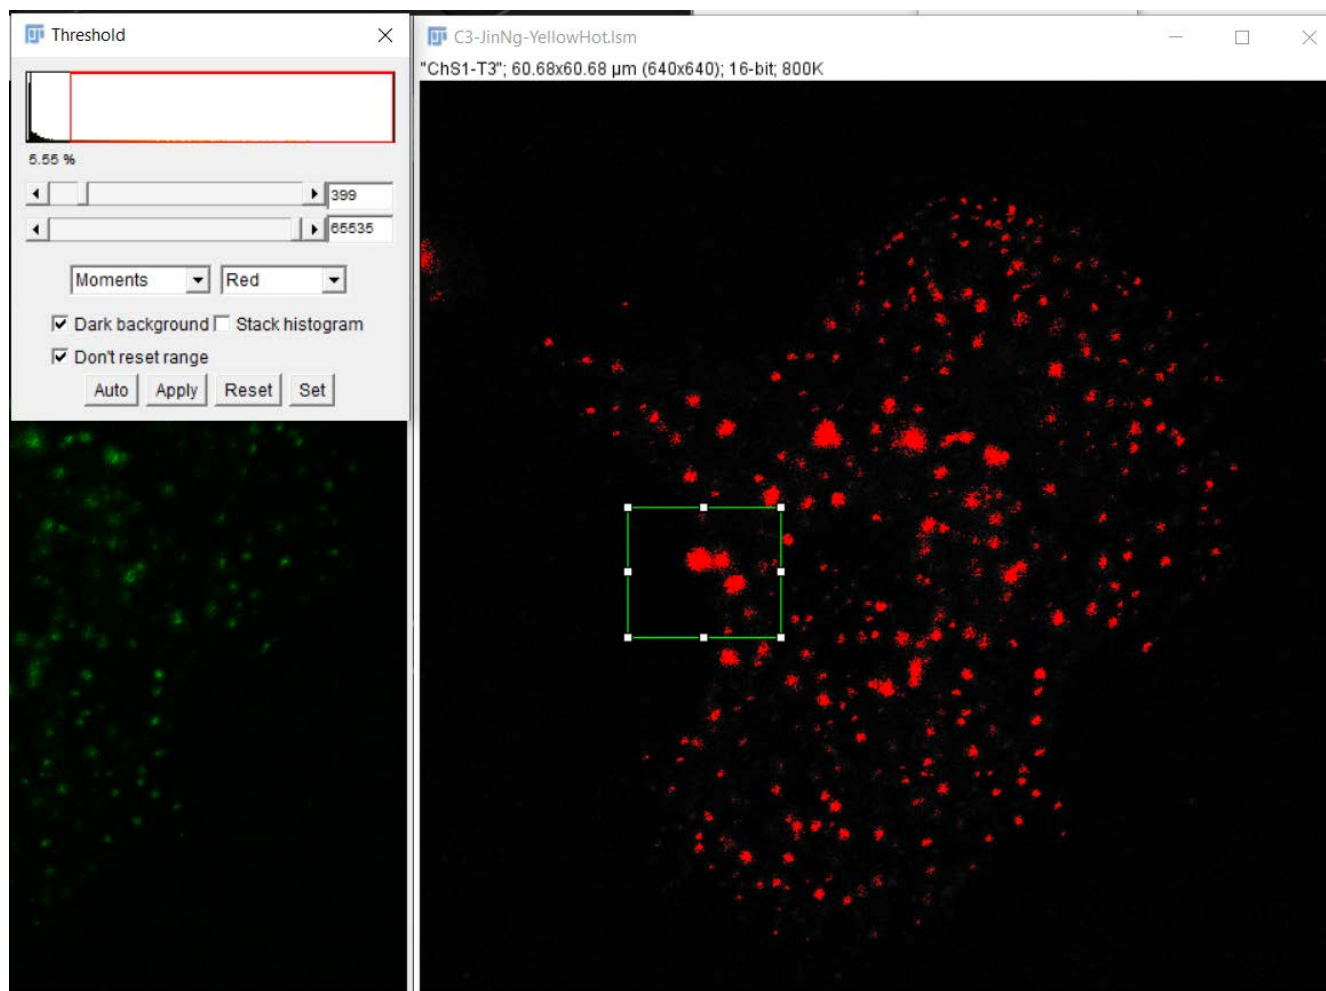 Threshold
5.55 %
399
65535
Moments Red
Dark background Stack histogram
Don't reset range
Auto Apply Reset Set
C3-JinNg-YellowHot.lsm
"ChS1-T3"; 60.68x60.68 µm (640x640); 16-bit; 800K